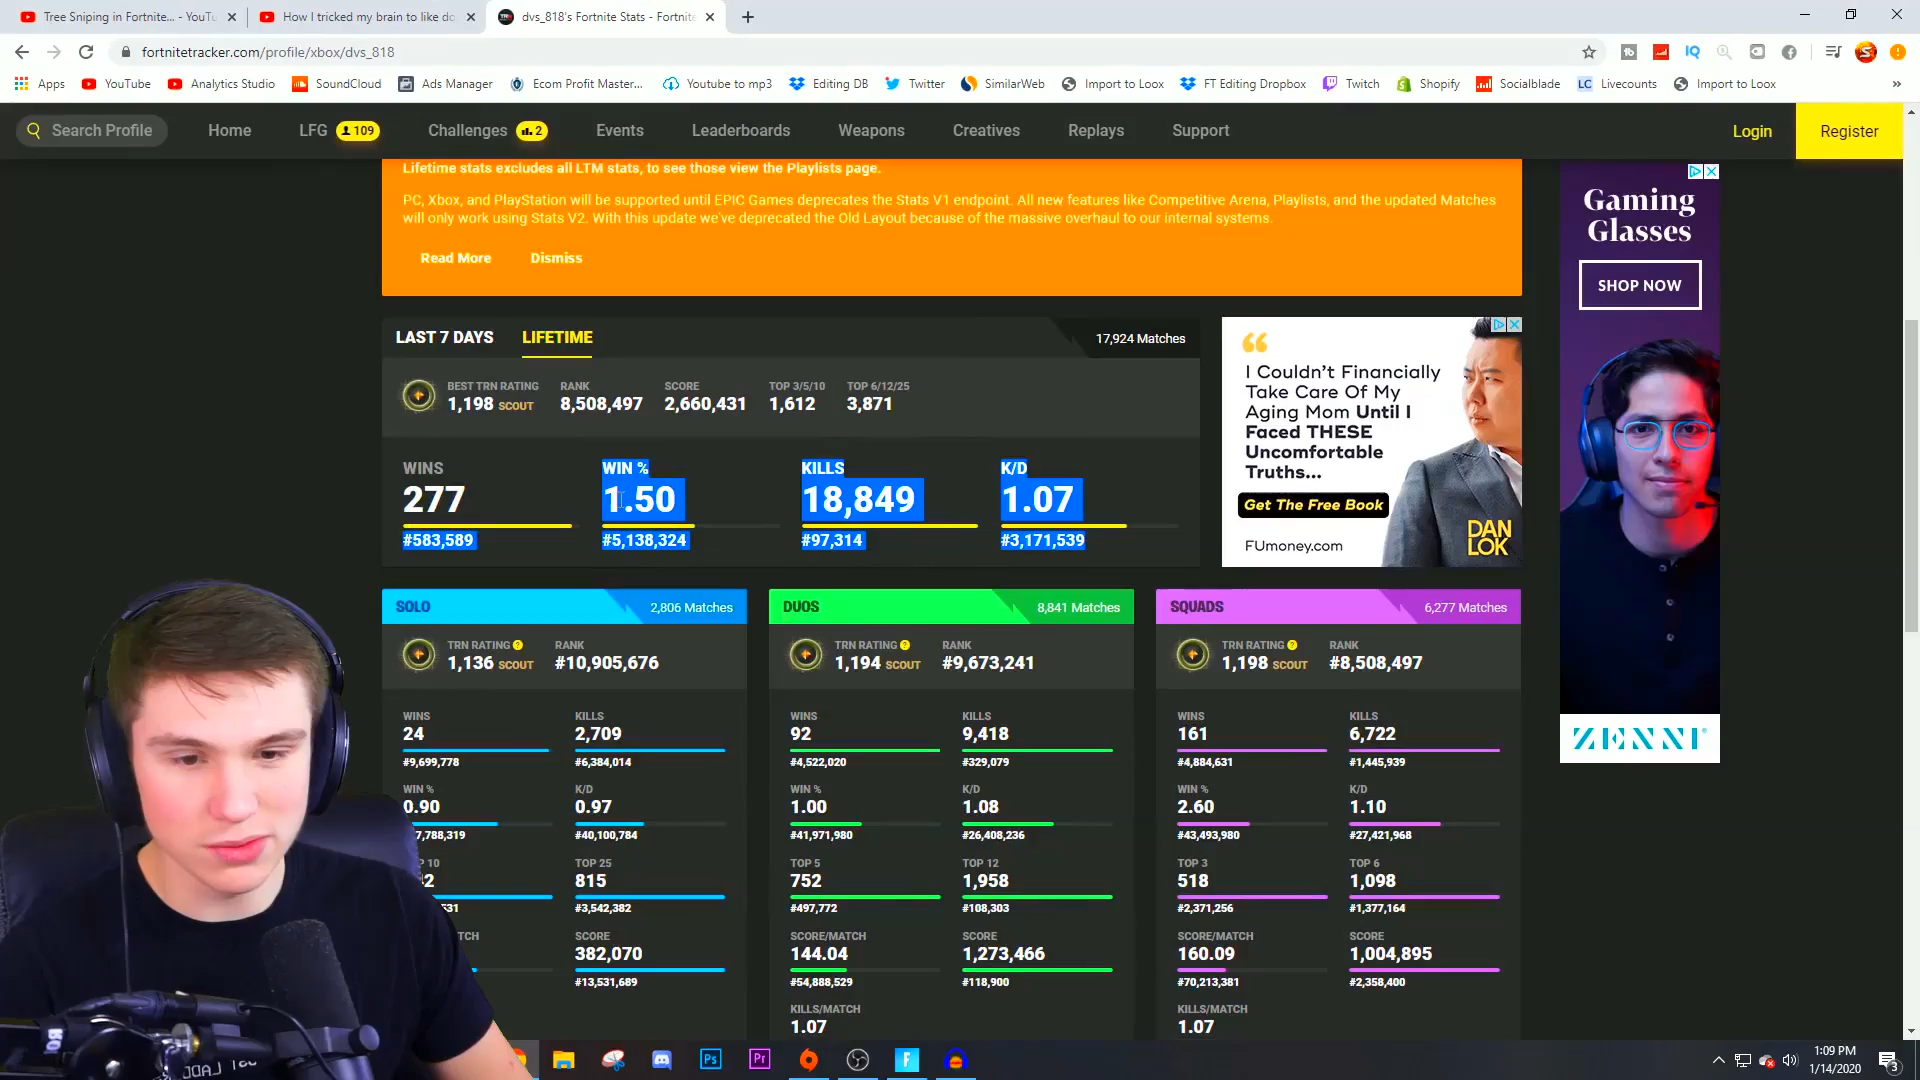 Tree Sniping in Fortnite... - YouTu
How I tricked my brain to like do
dvs_818's Fortnite Stats - Fortnite
fortnitetracker.com/profile/xbox/dvs_818
Apps YouTube Analytics Studio SoundCloud Ads Manager Ecom Profit Master... Youtube to mp3 Editing DB Twitter SimilarWeb Import to Loox FT Editing Dropbox Twitch Shopify Socialblade LC Livecounts Import to Loox »
Search Profile Home LFG 109 Challenges 2 Events Leaderboards Weapons Creatives Replays Support Login Register
Lifetime stats excludes all LTM stats, to see those view the Playlists page.
PC, Xbox, and PlayStation will be supported until EPIC Games deprecates the Stats V1 endpoint. All new features like Competitive Arena, Playlists, and the updated Matches
will only work using Stats V2. With this update we've deprecated the Old Layout because of the massive overhaul to our internal systems.
Read More Dismiss
LAST 7 DAYS LIFETIME 17,924 Matches
BEST TRN RATING RANK SCORE TOP 3/5/10 TOP 6/12/25
1,198 SCOUT 8,508,497 2,660,431 1,612 3,871
WINS WIN % KILLS K/D
277 1.50 18,849 1.07
#583,589 #5,138,324 #97,314 #3,171,539
I Couldn't Financially
Take Care Of My
Aging Mom Until I
Faced THESE
Uncomfortable
Truths...
Get The Free Book
FUmoney.com
DAN
LOK
Gaming
Glasses
SHOP NOW
ZENNI
SOLO 2,806 Matches
TRN RATING RANK
1,136 SCOUT #10,905,676
WINS KILLS
24 2,709
#9,699,778 #6,384,014
WIN % K/D
0.90 0.97
7,788,319 #40,100,784
10 TOP 25
2 815
531 #3,542,382
TCH SCORE
382,070
#13,531,689
DUOS 8,841 Matches
TRN RATING RANK
1,194 SCOUT #9,673,241
WINS KILLS
92 9,418
#4,522,020 #329,079
WIN % K/D
1.00 1.08
#41,971,980 #26,408,236
TOP 5 TOP 12
752 1,958
#497,772 #108,303
SCORE/MATCH SCORE
144.04 1,273,466
#54,888,529 #118,900
KILLS/MATCH
1.07
SQUADS 6,277 Matches
TRN RATING RANK
1,198 SCOUT #8,508,497
WINS KILLS
161 6,722
#4,884,631 #1,445,939
WIN % K/D
2.60 1.10
#43,493,980 #27,421,968
TOP 3 TOP 6
518 1,098
#2,371,256 #1,377,164
SCORE/MATCH SCORE
160.09 1,004,895
#70,213,381 #2,358,400
KILLS/MATCH
1.07
Ps Pr
1:09 PM
1/14/2020
3